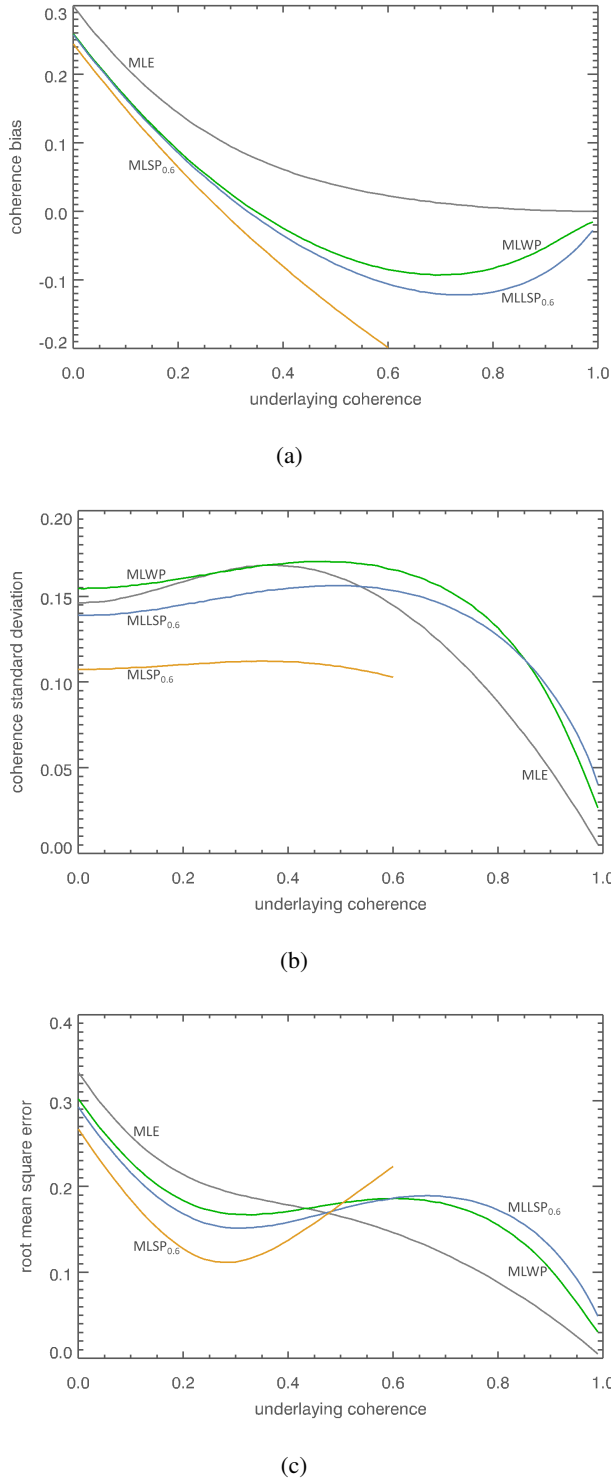 0.3
0.2
0.1
0.0
-0.1
-0.2
coherence bias
MLE
MLSP0.6
MLWP
MLLSP0.6
0.0 0.2 0.4 0.6 0.8 1.0
underlaying coherence
(a)
0.20
0.15
0.10
0.05
0.00
coherence standard deviation
MLWP
MLLSP0.6
MLSP0.6
MLE
0.0 0.2 0.4 0.6 0.8 1.0
underlaying coherence
(b)
0.4
0.3
0.2
0.1
0.0
root mean square error
MLE
MLSP0.6
MLLSP0.6
MLWP
0.0 0.2 0.4 0.6 0.8 1.0
underlaying coherence
(c)